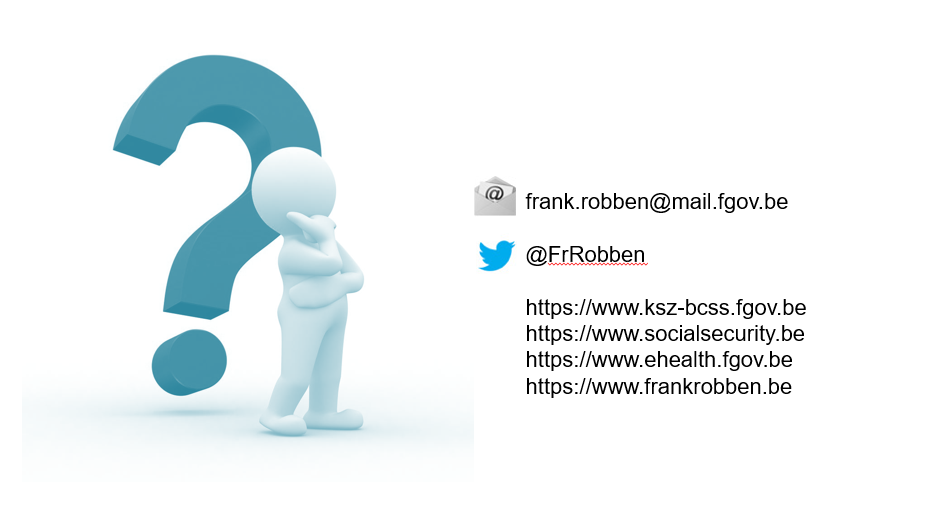 frank.robben@mail.fgov.be
@FrRobben
https://www.ksz-bcss.fgov.be
https://www.socialsecurity.be
https://www.ehealth.fgov.be
https://www.frankrobben.be